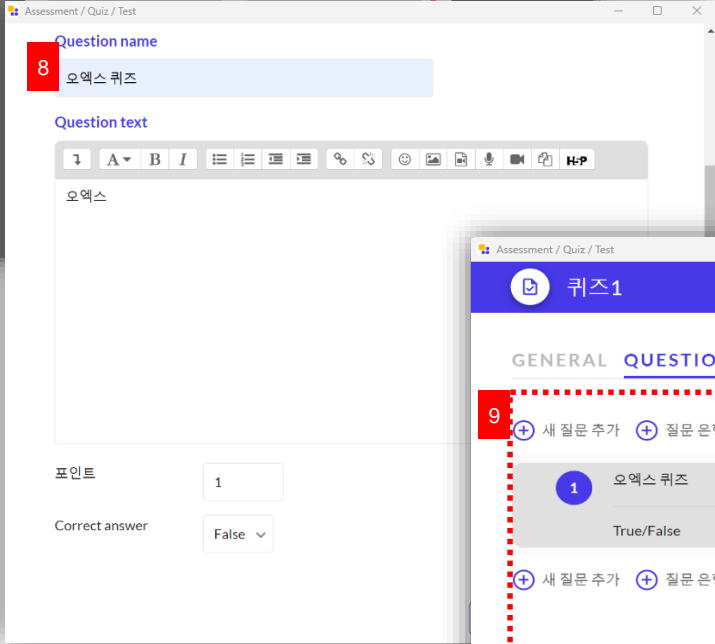 Assessment / Quiz / Test
Question name
8
오엑스 퀴즈
Question text
A B I H-P
오엑스
포인트
1
Correct answer
False
Assessment / Quiz / Test
퀴즈1
GENERAL QUESTIO
9
새 질문 추가 질문 은
1
오엑스 퀴즈
True/False
새 질문 추가 질문 은